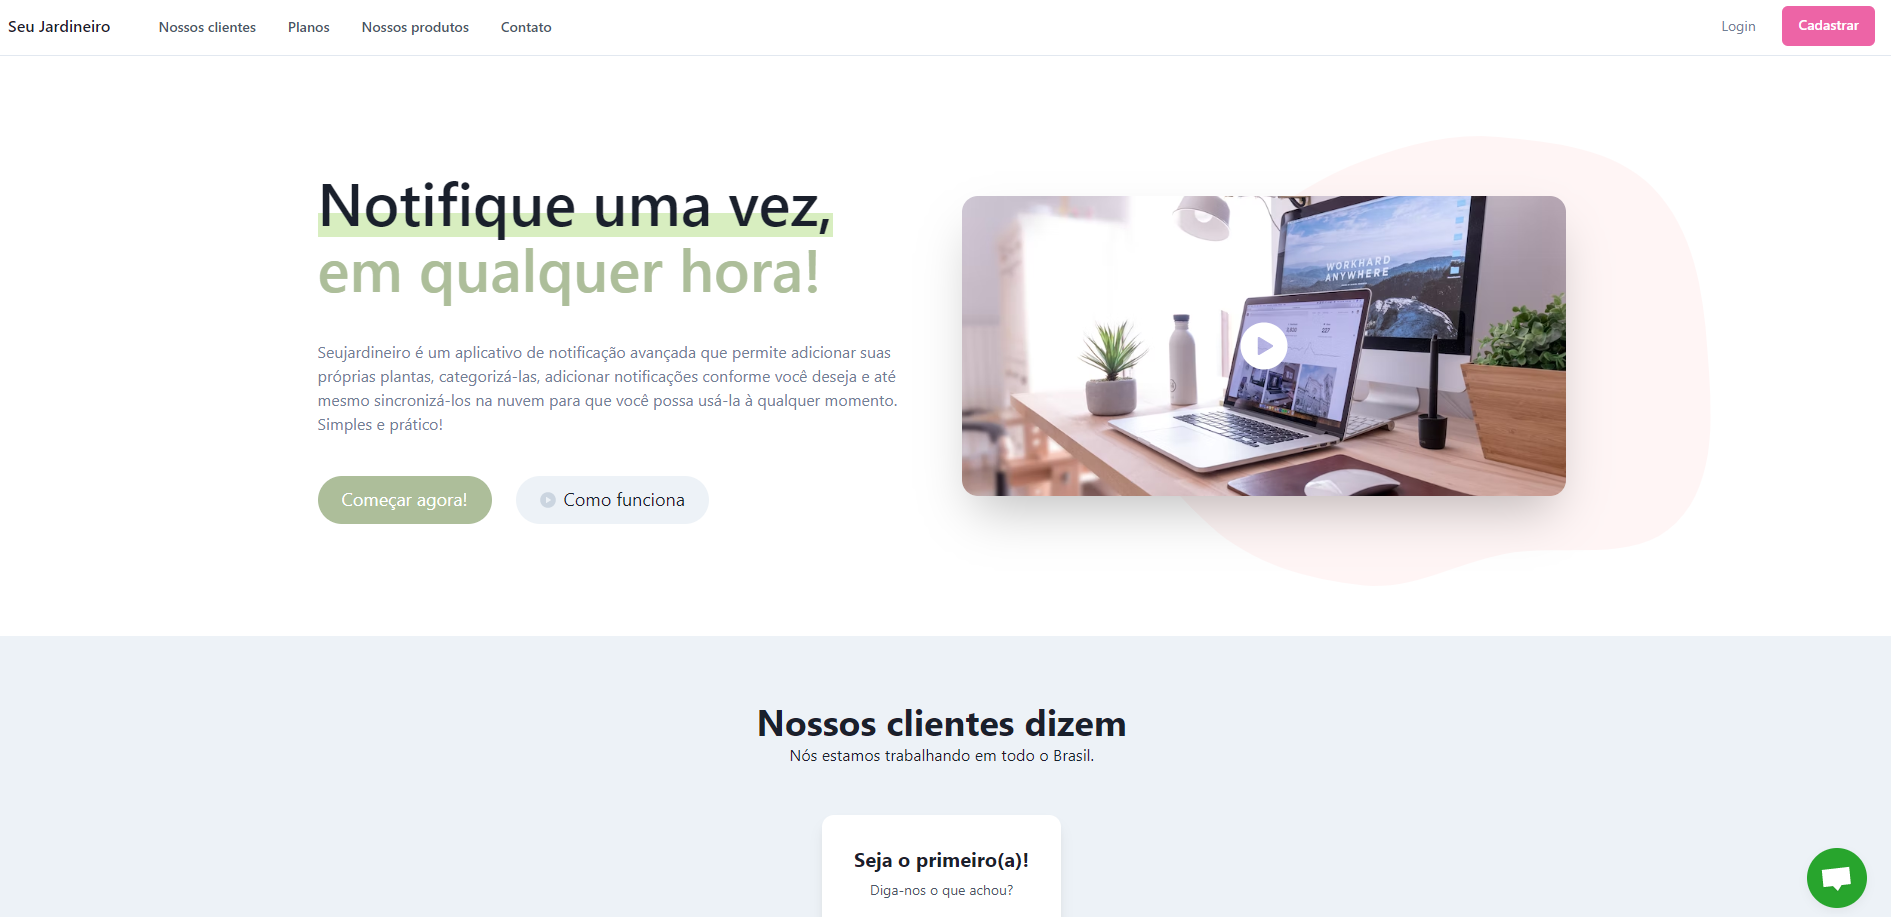 Seu Jardineiro
Nossos clientes
Planos
Nossos produtos
Contato
Login
Cadastrar
Notifique uma vez,
em qualquer hora!
Seujardineiro é um aplicativo de notificação avançada que permite adicionar suas
próprias plantas, categorizá-las, adicionar notificações conforme você deseja e até
mesmo sincronizá-los na nuvem para que você possa usá-la à qualquer momento.
Simples e prático!
Começar agora!
Como funciona
WORKHARD
ANYWHERE
Nossos clientes dizem
Nós estamos trabalhando em todo o Brasil.
Seja o primeiro(a)!
Diga-nos o que achou?